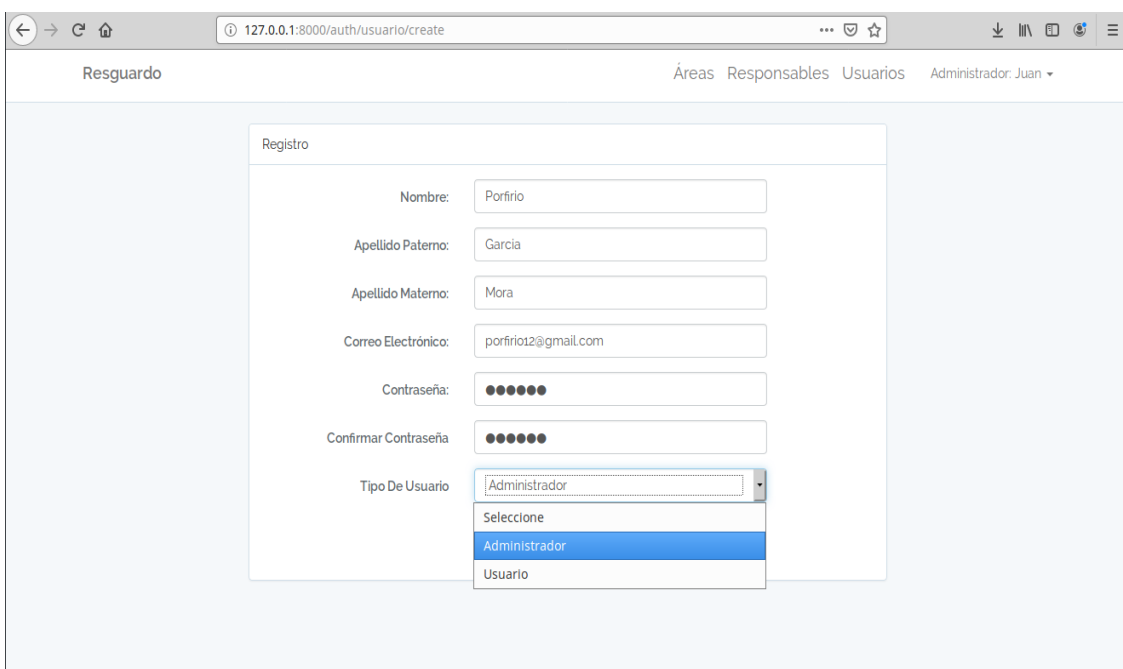 127.0.0.1:8000/auth/usuario/create
Resguardo Áreas Responsables Usuarios Administrador: Juan
Registro
Nombre: Porfirio
Apellido Paterno: Garcia
Apellido Materno: Mora
Correo Electrónico: porfirio12@gmail.com
Contraseña: ●●●●●●
Confirmar Contraseña ●●●●●●
Tipo De Usuario Administrador
Seleccione
Administrador
Usuario